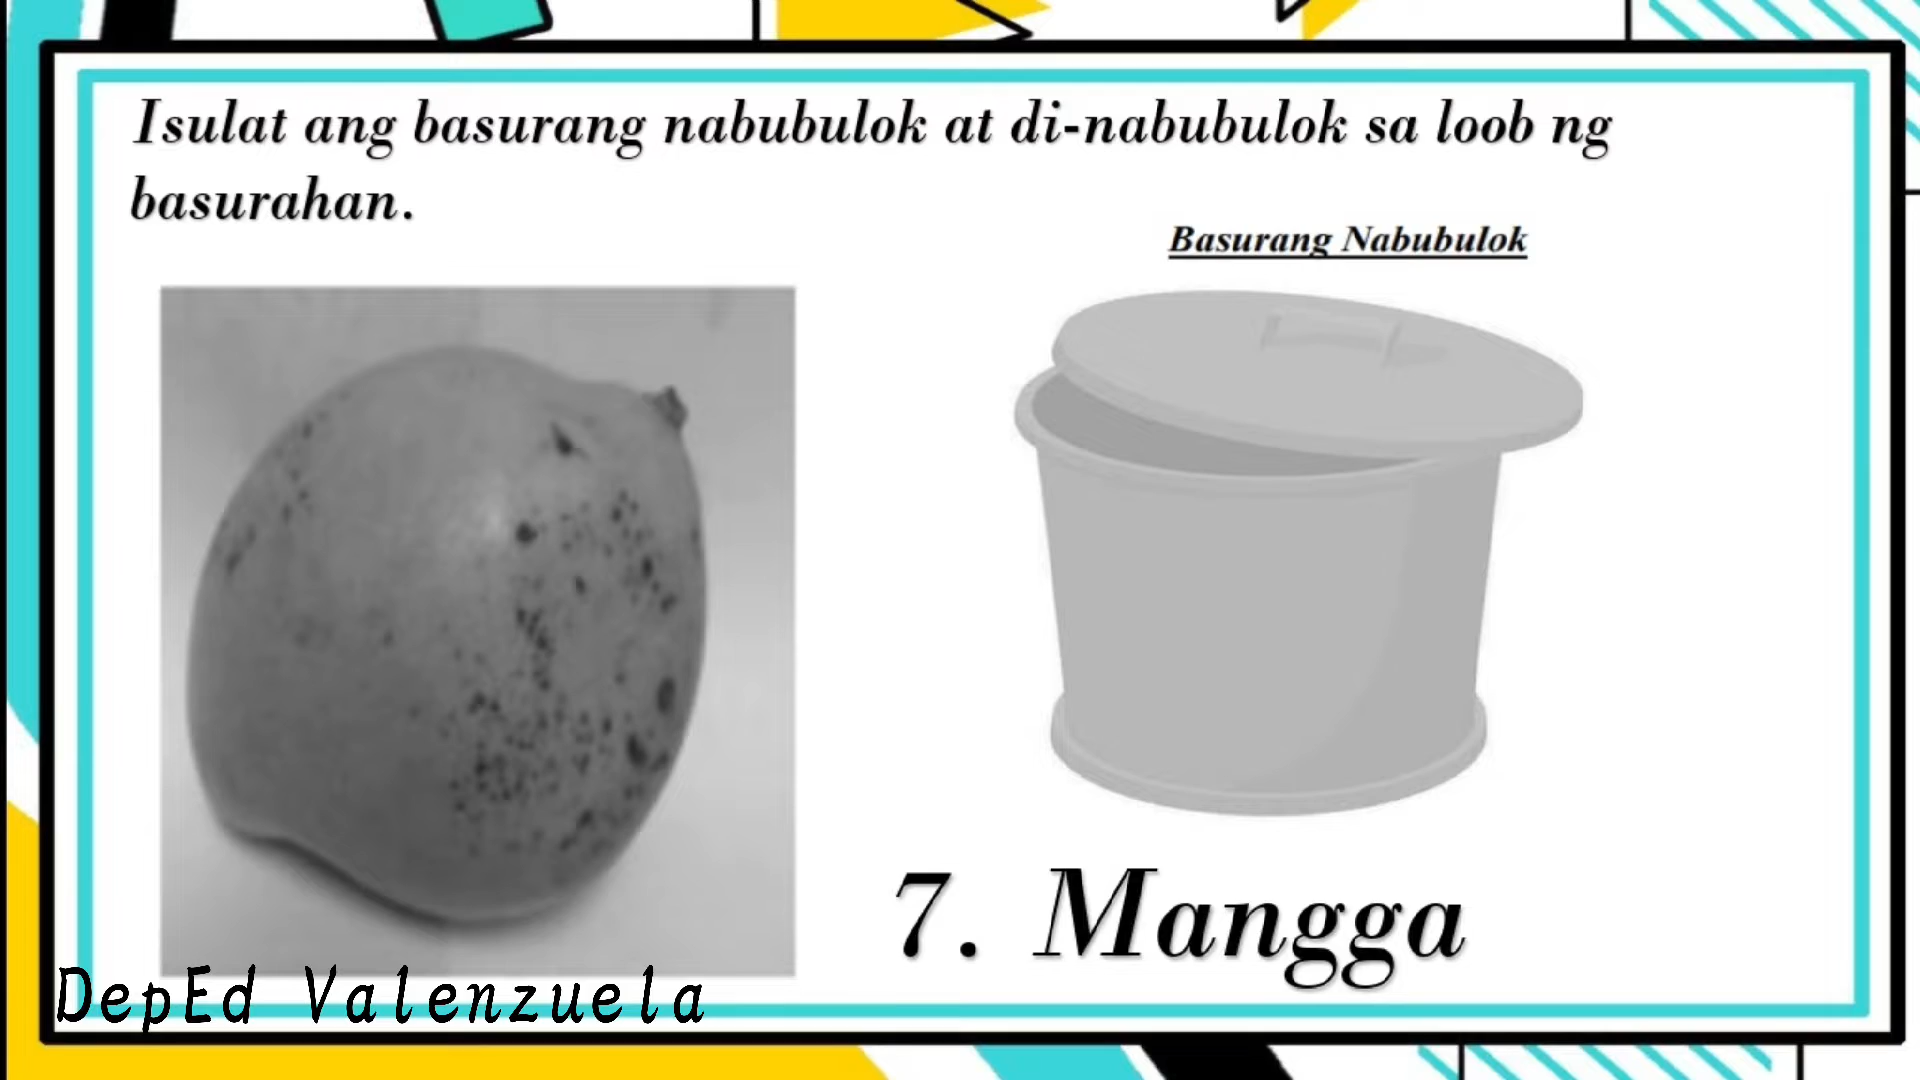 Isulat ang basurang nabubulok at di-nabubulok sa loob ng
basurahan.
Basurang Nabubulok
7. Mangga
DepEd Valenzuela